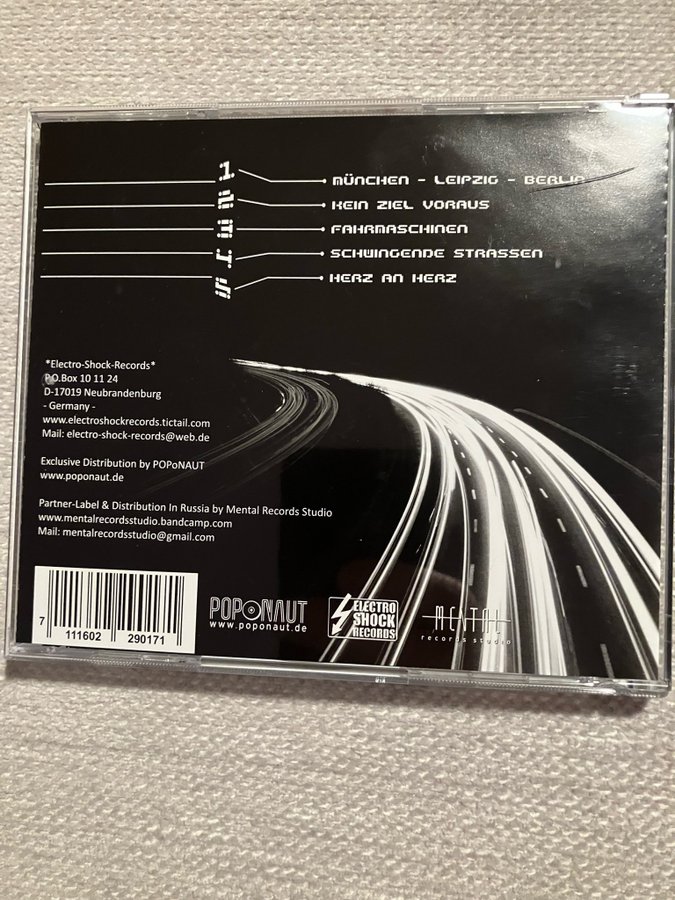 1 MÜNCHEN - LEIPZIG - BERLIN
2 KEIN ZIEL VORAUS
3 FAHRMASCHINEN
4 SCHWINGENDE STRASSEN
5 HERZ AN HERZ
*Electro-Shock-Records*
P.O.Box 10 11 24
D-17019 Neubrandenburg
- Germany -
www.electroshockrecords.tictail.com
Mail: electro-shock-records@web.de
Exclusive Distribution by POPoNAUT
www.poponaut.de
Partner-Label & Distribution In Russia by Mental Records Studio
www.mentalrecordsstudio.bandcamp.com
Mail: mentalrecordsstudio@gmail.com
7 111602 290171
POPoNAUT
www.poponaut.de
ELECTRO
SHOCK
RECORDS
MENTAL
records studio